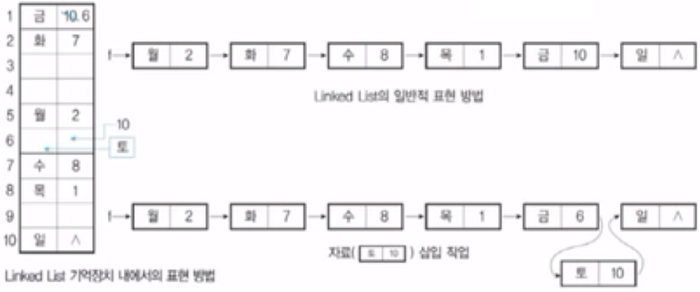 1 금 10.6
2 화 7
3
4
5 월 2
6
7 수 8
8 목 1
9
10 일 ∧
10
토
Linked List 기억장치 내에서의 표현 방법
f 월 2 화 7 수 8 목 1 금 10 일 ∧
Linked List의 일반적 표현 방법
f 월 2 화 7 수 8 목 1 금 6 일 ∧
토 10
자료( 토 10 ) 삽입 작업